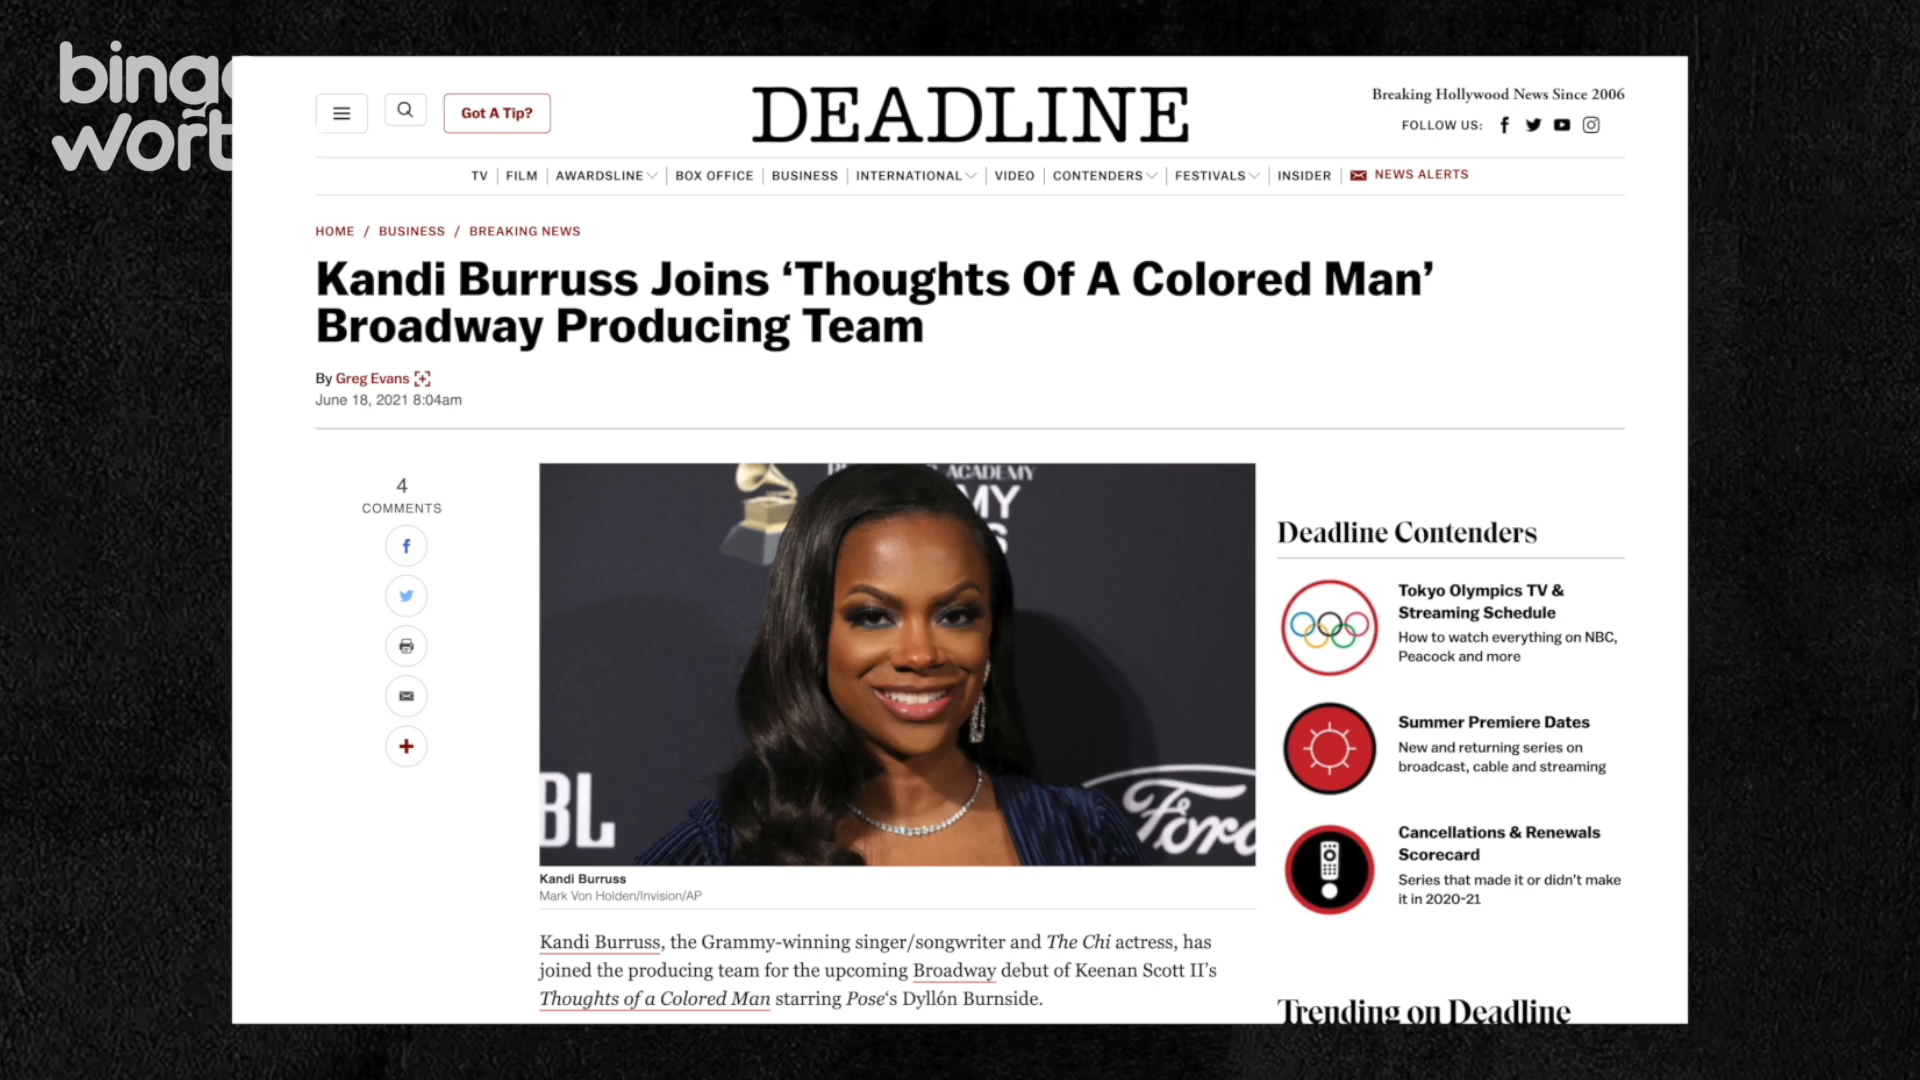 binge
wort
Got A Tip?
DEADLINE
Breaking Hollywood News Since 2006
FOLLOW US:
TV | FILM | AWARDSLINE | BOX OFFICE | BUSINESS | INTERNATIONAL | VIDEO | CONTENDERS | FESTIVALS | INSIDER | NEWS ALERTS
HOME / BUSINESS / BREAKING NEWS
Kandi Burruss Joins ‘Thoughts Of A Colored Man’
Broadway Producing Team
By Greg Evans
June 18, 2021 8:04am
4
COMMENTS
ACADEMY
MY
S
BL
Ford
Kandi Burruss
Mark Von Holden/Invision/AP
Kandi Burruss, the Grammy-winning singer/songwriter and The Chi actress, has
joined the producing team for the upcoming Broadway debut of Keenan Scott II’s
Thoughts of a Colored Man starring Pose‘s Dyllón Burnside.
Deadline Contenders
Tokyo Olympics TV &
Streaming Schedule
How to watch everything on NBC,
Peacock and more
Summer Premiere Dates
New and returning series on
broadcast, cable and streaming
Cancellations & Renewals
Scorecard
Series that made it or didn’t make
it in 2020-21
Trending on Deadline